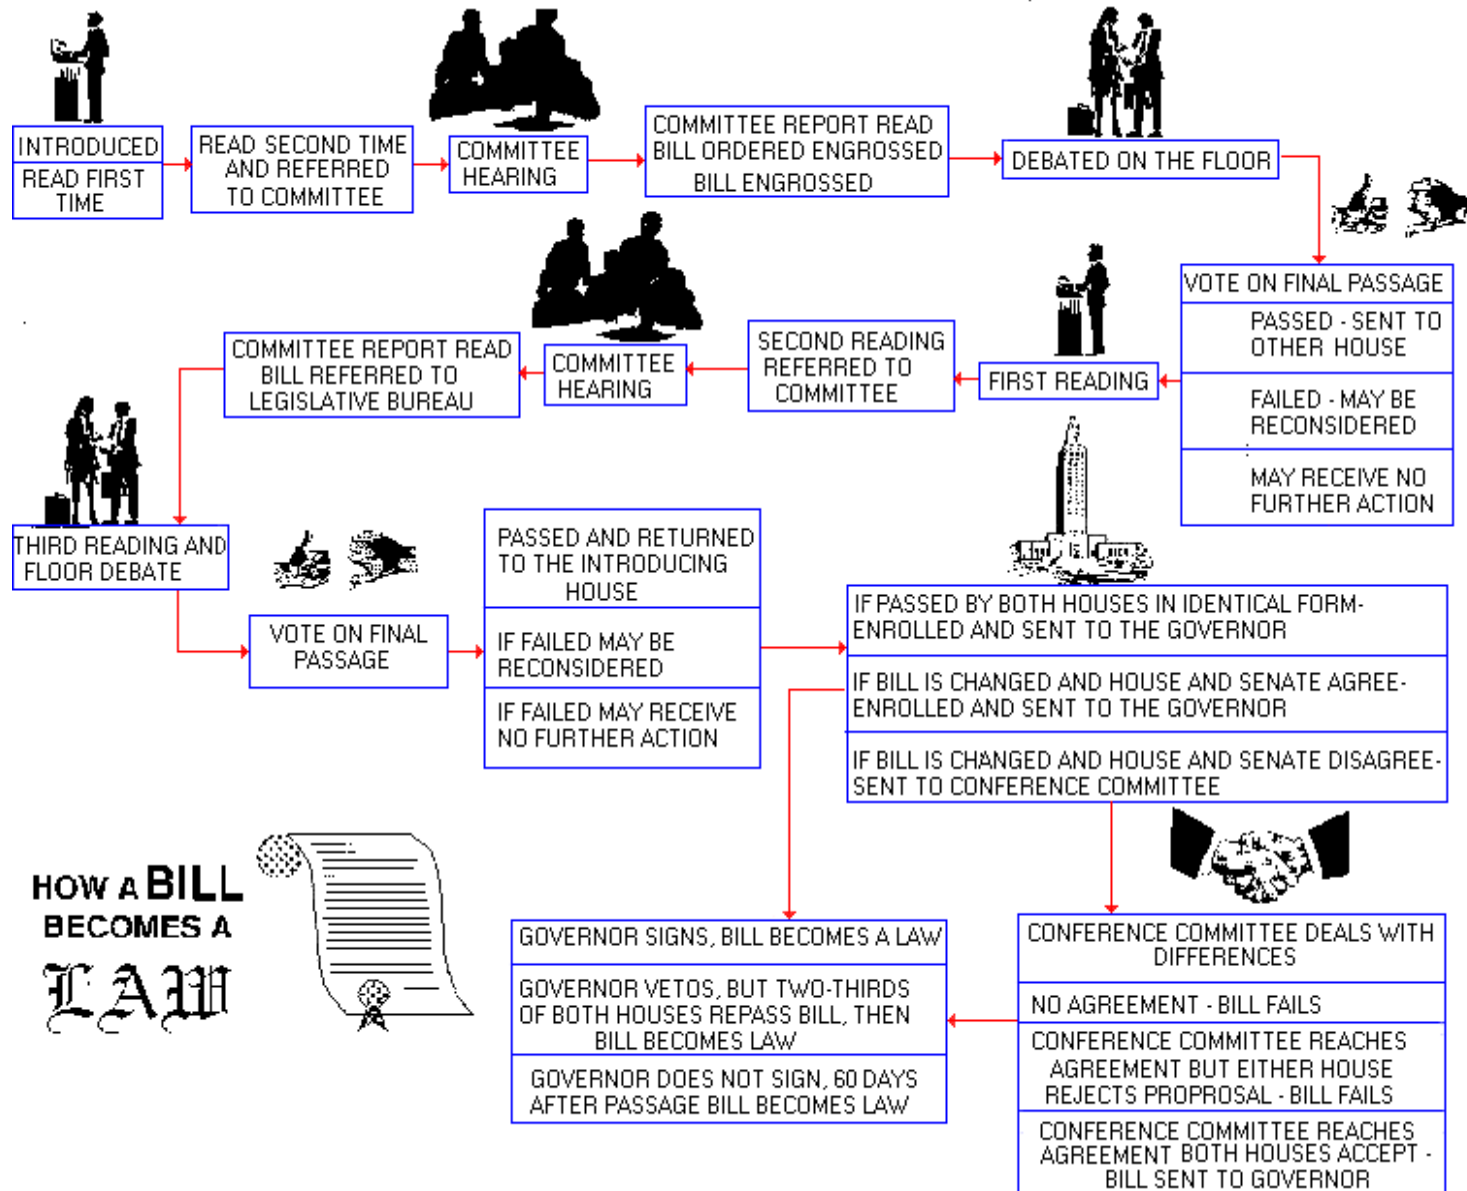 INTRODUCED
READ FIRST
TIME
READ SECOND TIME
AND REFERRED
TO COMMITTEE
COMMITTEE
HEARING
COMMITTEE REPORT READ
BILL ORDERED ENGROSSED
BILL ENGROSSED
DEBATED ON THE FLOOR
VOTE ON FINAL PASSAGE
PASSED - SENT TO
OTHER HOUSE
FAILED - MAY BE
RECONSIDERED
MAY RECEIVE NO
FURTHER ACTION
FIRST READING
SECOND READING
REFERRED TO
COMMITTEE
COMMITTEE
HEARING
COMMITTEE REPORT READ
BILL REFERRED TO
LEGISLATIVE BUREAU
THIRD READING AND
FLOOR DEBATE
VOTE ON FINAL
PASSAGE
PASSED AND RETURNED
TO THE INTRODUCING
HOUSE
IF FAILED MAY BE
RECONSIDERED
IF FAILED MAY RECEIVE
NO FURTHER ACTION
IF PASSED BY BOTH HOUSES IN IDENTICAL FORM-
ENROLLED AND SENT TO THE GOVERNOR
IF BILL IS CHANGED AND HOUSE AND SENATE AGREE-
ENROLLED AND SENT TO THE GOVERNOR
IF BILL IS CHANGED AND HOUSE AND SENATE DISAGREE-
SENT TO CONFERENCE COMMITTEE
CONFERENCE COMMITTEE DEALS WITH
DIFFERENCES
NO AGREEMENT - BILL FAILS
CONFERENCE COMMITTEE REACHES
AGREEMENT BUT EITHER HOUSE
REJECTS PROPROSAL - BILL FAILS
CONFERENCE COMMITTEE REACHES
AGREEMENT BOTH HOUSES ACCEPT -
BILL SENT TO GOVERNOR
GOVERNOR SIGNS, BILL BECOMES A LAW
GOVERNOR VETOS, BUT TWO-THIRDS
OF BOTH HOUSES REPASS BILL, THEN
BILL BECOMES LAW
GOVERNOR DOES NOT SIGN, 60 DAYS
AFTER PASSAGE BILL BECOMES LAW
HOW A BILL
BECOMES A
LAW